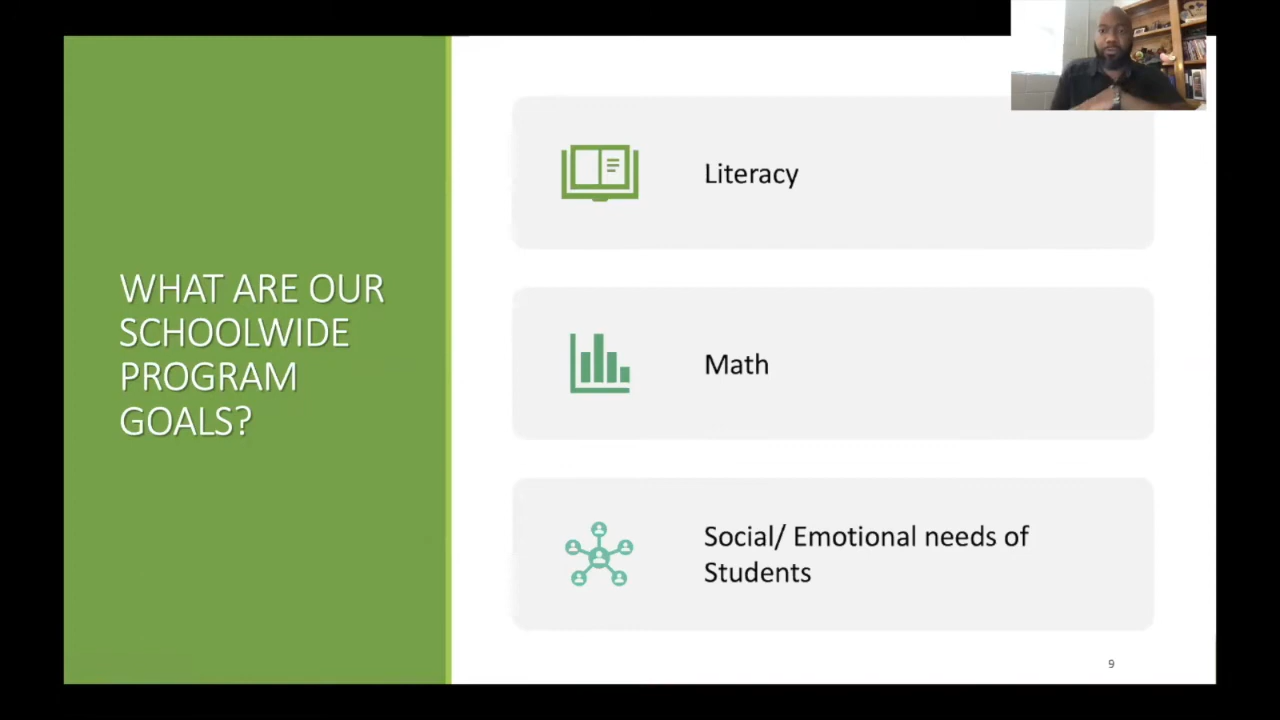 WHAT ARE OUR
SCHOOLWIDE
PROGRAM
GOALS?
Literacy
Math
Social/ Emotional needs of
Students
9